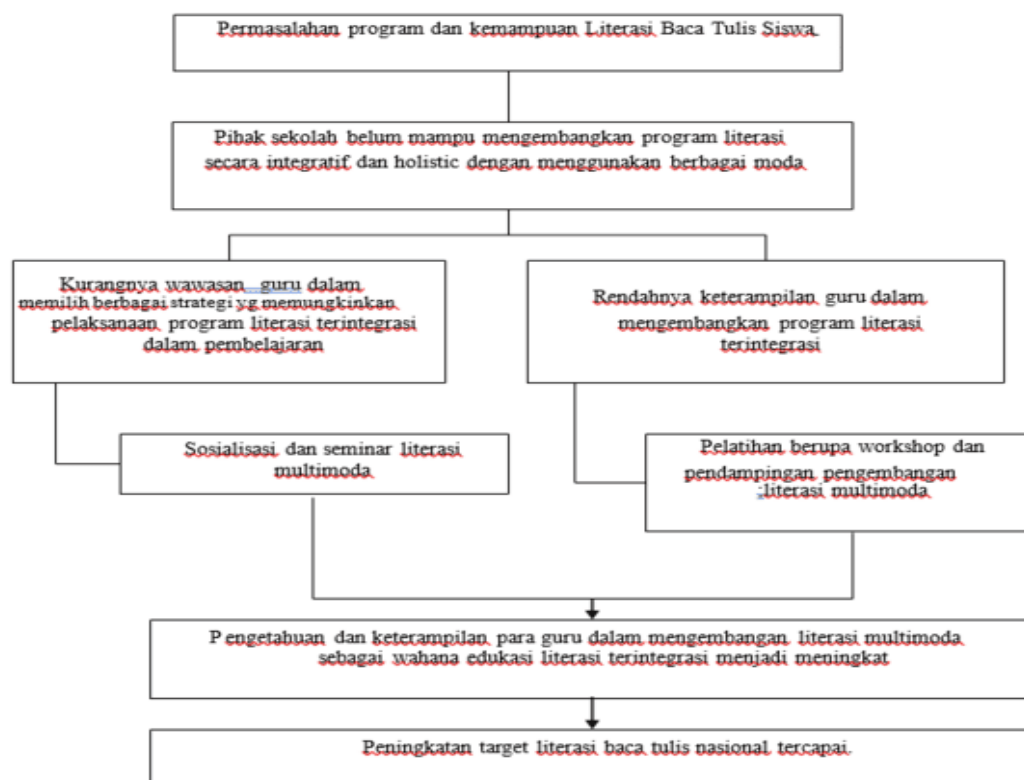 Permasalahan program dan kemampuan Literasi Baca Tulis Siswa
Pihak sekolah belum mampu mengembangkan program literasi
secara integratif dan holistic dengan menggunakan berbagai moda
Kurangnya wawasan guru dalam
memilih berbagai strategi yg memungkinkan
pelaksanaan program literasi terintegrasi
dalam pembelajaran
Rendahnya keterampilan guru dalam
mengembangkan program literasi
terintegrasi
Sosialisasi dan seminar literasi
multimoda
Pelatihan berupa workshop dan
pendampingan pengembangan
:literasi multimoda
P engetahuan dan keterampilan para guru dalam mengembangan literasi multimoda
sebagai wahana edukasi literasi terintegrasi menjadi meningkat
Peningkatan target literasi baca tulis nasional tercapai.